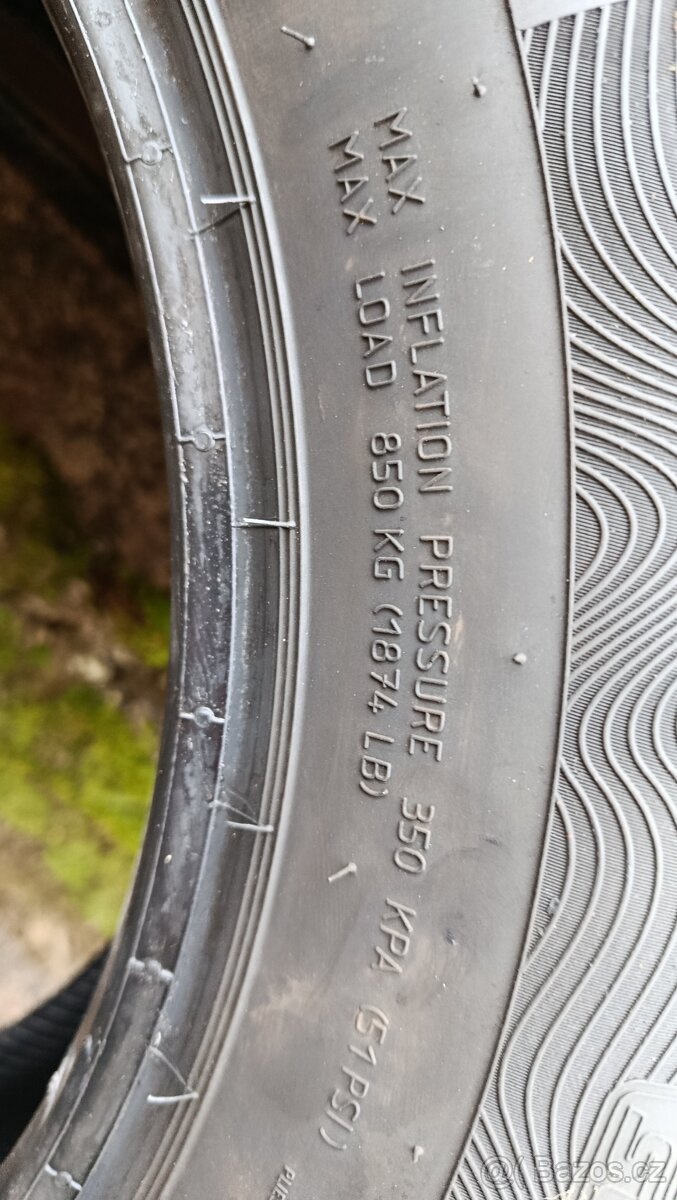 MAX INFLATION PRESSURE 350 KPA (51 PSI)
MAX LOAD 850 KG (1874 LB)
Bazos.cz